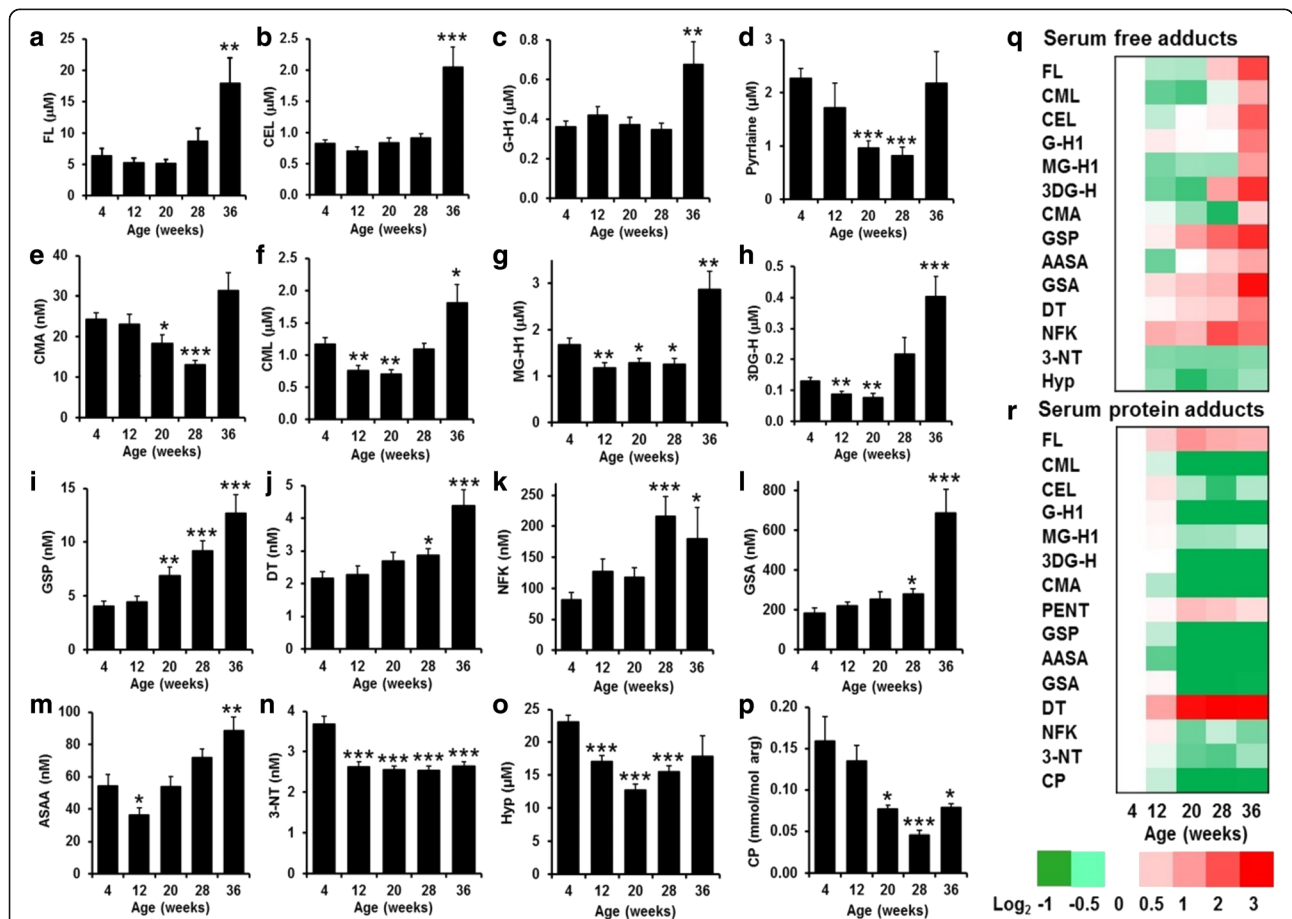 a
FL (µM)
25
20
15
10
5
0
**
4 12 20 28 36
Age (weeks)
b
CEL (µM)
2.5
2.0
1.5
1.0
0.5
0.0
***
4 12 20 28 36
Age (weeks)
c
G-H1 (µM)
0.8
0.6
0.4
0.2
0.0
**
4 12 20 28 36
Age (weeks)
d
Pyrrlaine (µM)
3
2
1
0
*** ***
4 12 20 28 36
Age (weeks)
e
CMA (nM)
40
30
20
10
0
* ***
4 12 20 28 36
Age (weeks)
f
CML (µM)
2.5
2.0
1.5
1.0
0.5
0.0
** ** *
4 12 20 28 36
Age (weeks)
g
MG-H1 (µM)
3
2
1
0
** * * **
4 12 20 28 36
Age (weeks)
h
3DG-H (µM)
0.5
0.4
0.3
0.2
0.1
0.0
** ** ***
4 12 20 28 36
Age (weeks)
i
GSP (nM)
15
10
5
0
** *** ***
4 12 20 28 36
Age (weeks)
j
DT (nM)
5
4
3
2
1
0
* ***
4 12 20 28 36
Age (weeks)
k
NFK (nM)
250
200
150
100
50
0
*** *
4 12 20 28 36
Age (weeks)
l
GSA (nM)
800
600
400
200
0
* ***
4 12 20 28 36
Age (weeks)
m
ASAA (nM)
100
80
60
40
20
0
* **
4 12 20 28 36
Age (weeks)
n
3-NT (nM)
4
3
2
1
0
*** *** *** ***
4 12 20 28 36
Age (weeks)
o
Hyp (µM)
25
20
15
10
5
0
*** *** ***
4 12 20 28 36
Age (weeks)
p
CP (mmol/mol arg)
0.20
0.15
0.10
0.05
0.00
* *** *
4 12 20 28 36
Age (weeks)
q Serum free adducts
FL
CML
CEL
G-H1
MG-H1
3DG-H
CMA
GSP
AASA
GSA
DT
NFK
3-NT
Hyp
r Serum protein adducts
FL
CML
CEL
G-H1
MG-H1
3DG-H
CMA
PENT
GSP
AASA
GSA
DT
NFK
3-NT
CP
4 12 20 28 36
Age (weeks)
Log2 -1 -0.5 0 0.5 1 2 3